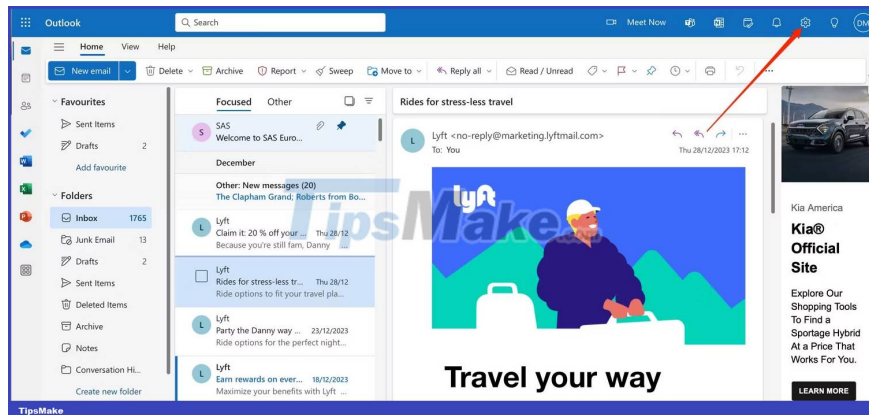 Outlook
Search
Meet Now
DM
Home View Help
New email Delete Archive Report Sweep Move to Reply all Read / Unread
Favourites
Sent Items
Drafts 2
Add favourite
Folders
Inbox 1765
Junk Email 13
Drafts 2
Sent Items
Deleted Items
Archive
Notes
Conversation Hi...
Create new folder
Focused Other
S
SAS
Welcome to SAS Euro...
December
Other: New messages (20)
The Clapham Grand; Roberts from Bo...
L
Lyft
Claim it: 20 % off your ... Thu 28/12
Because you're still fam, Danny
Lyft
Rides for stress-less tr... Thu 28/12
Ride options to fit your travel pla...
L
Lyft
Party the Danny way ... 23/12/2023
Ride options for the perfect night...
L
Lyft
Earn rewards on ever... 18/12/2023
Maximize your benefits with Lyft ...
Rides for stress-less travel
L
Lyft <no-reply@marketing.lyftmail.com>
To: You
Thu 28/12/2023 17:12
lyft
Travel your way
Kia America
Kia®
Official
Site
Explore Our
Shopping Tools
To Find a
Sportage Hybrid
At a Price That
Works For You.
LEARN MORE
TipsMake
TipsMake